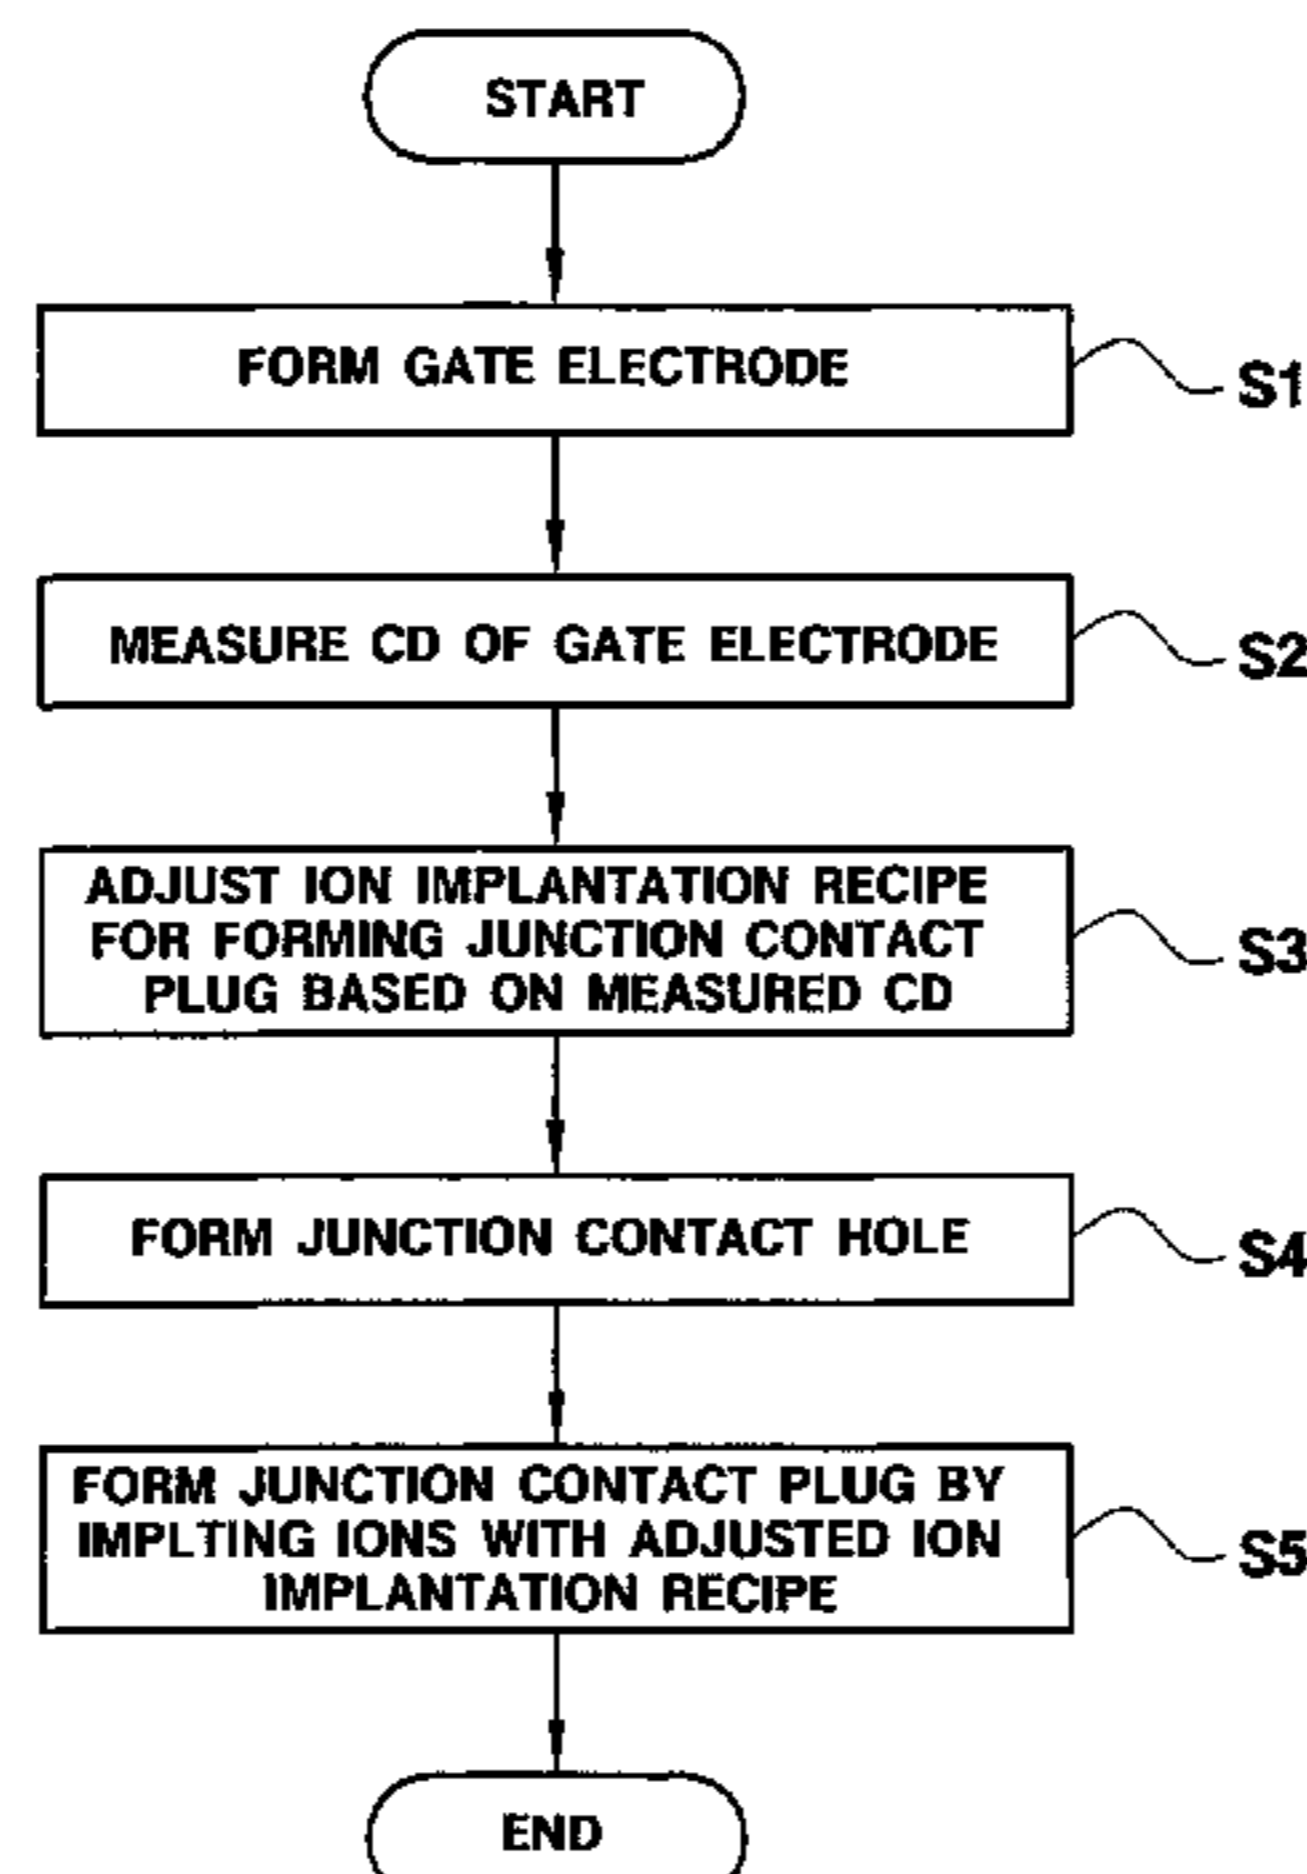 START
FORM GATE ELECTRODE
S1
MEASURE CD OF GATE ELECTRODE
S2
ADJUST ION IMPLANTATION RECIPE
FOR FORMING JUNCTION CONTACT
PLUG BASED ON MEASURED CD
S3
FORM JUNCTION CONTACT HOLE
S4
FORM JUNCTION CONTACT PLUG BY
IMPLTING IONS WITH ADJUSTED ION
IMPLANTATION RECIPE
S5
END